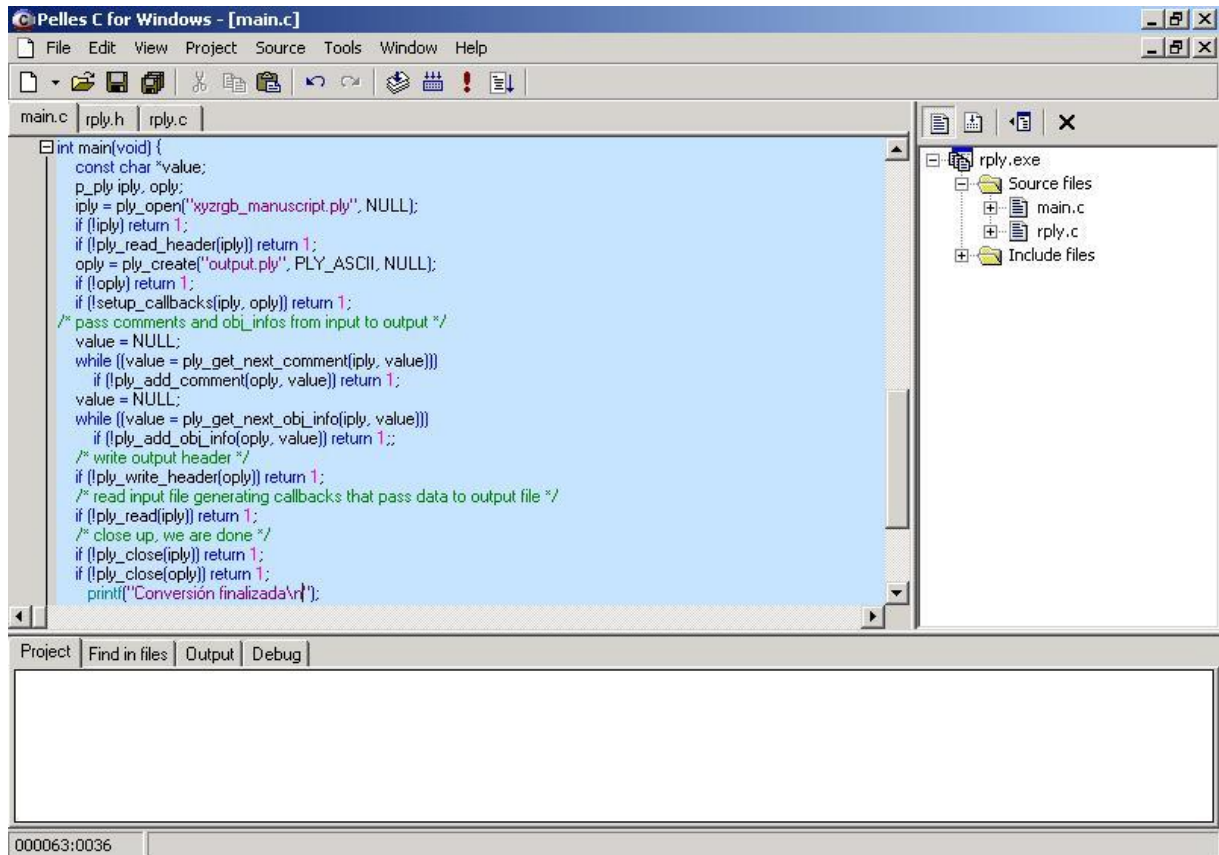 Pelles C for Windows - [main.c]
File Edit View Project Source Tools Window Help
main.c rply.h rply.c
int main(void) {
const char *value;
p_ply iply, oply;
iply = ply_open("xyzrgb_manuscript.ply", NULL);
if (!iply) return 1;
if (!ply_read_header(iply)) return 1;
oply = ply_create("output.ply", PLY_ASCII, NULL);
if (!oply) return 1;
if (!setup_callbacks(iply, oply)) return 1;
/* pass comments and obj_infos from input to output */
value = NULL;
while ((value = ply_get_next_comment(iply, value)))
if (!ply_add_comment(oply, value)) return 1;
value = NULL;
while ((value = ply_get_next_obj_info(iply, value)))
if (!ply_add_obj_info(oply, value)) return 1;;
/* write output header */
if (!ply_write_header(oply)) return 1;
/* read input file generating callbacks that pass data to output file */
if (!ply_read(iply)) return 1;
/* close up, we are done */
if (!ply_close(iply)) return 1;
if (!ply_close(oply)) return 1;
printf("Conversión finalizada\n");
rply.exe
Source files
main.c
rply.c
Include files
Project Find in files Output Debug
000063:0036